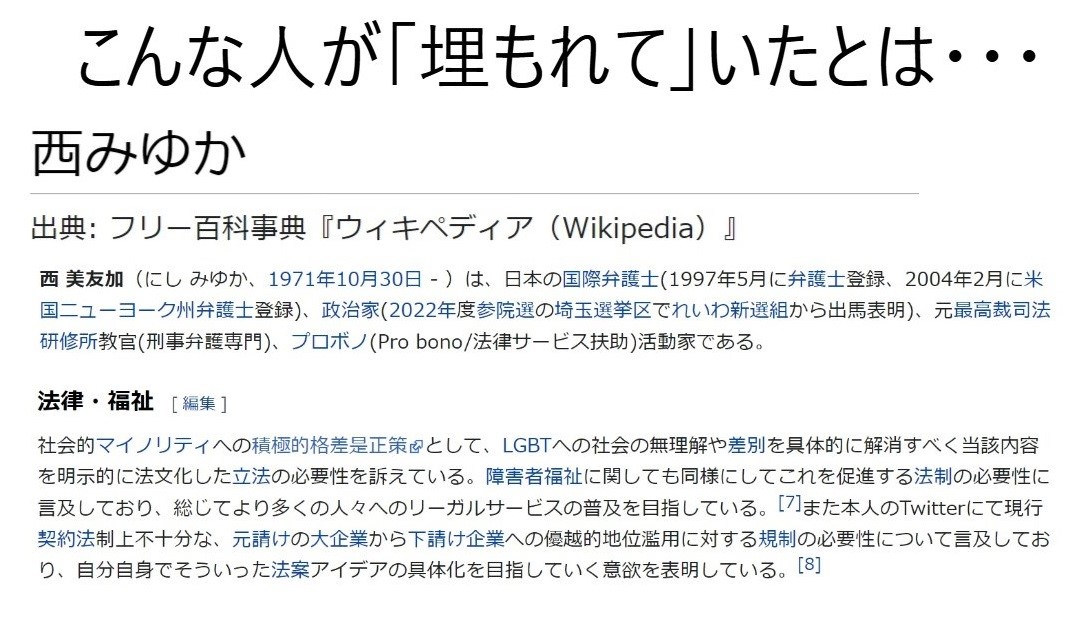 こんな人が「埋もれて」いたとは・・・
西みゆか
出典: フリー百科事典『ウィキペディア（Wikipedia）』
西 美友加（にし みゆか、1971年10月30日 - ）は、日本の国際弁護士(1997年5月に弁護士登録、2004年2月に米
国ニューヨーク州弁護士登録)、政治家(2022年度参院選の埼玉選挙区でれいわ新選組から出馬表明)、元最高裁司法
研修所教官(刑事弁護専門)、プロボノ(Pro bono/法律サービス扶助)活動家である。
法律・福祉 [ 編集 ]
社会的マイノリティへの積極的格差是正策として、LGBTへの社会の無理解や差別を具体的に解消すべく当該内容
を明示的に法文化した立法の必要性を訴えている。障害者福祉に関しても同様にしてこれを促進する法制の必要性に
言及しており、総じてより多くの人々へのリーガルサービスの普及を目指している。[7]また本人のTwitterにて現行
契約法制上不十分な、元請けの大企業から下請け企業への優越的地位濫用に対する規制の必要性について言及してお
り、自分自身でそういった法案アイデアの具体化を目指していく意欲を表明している。[8]